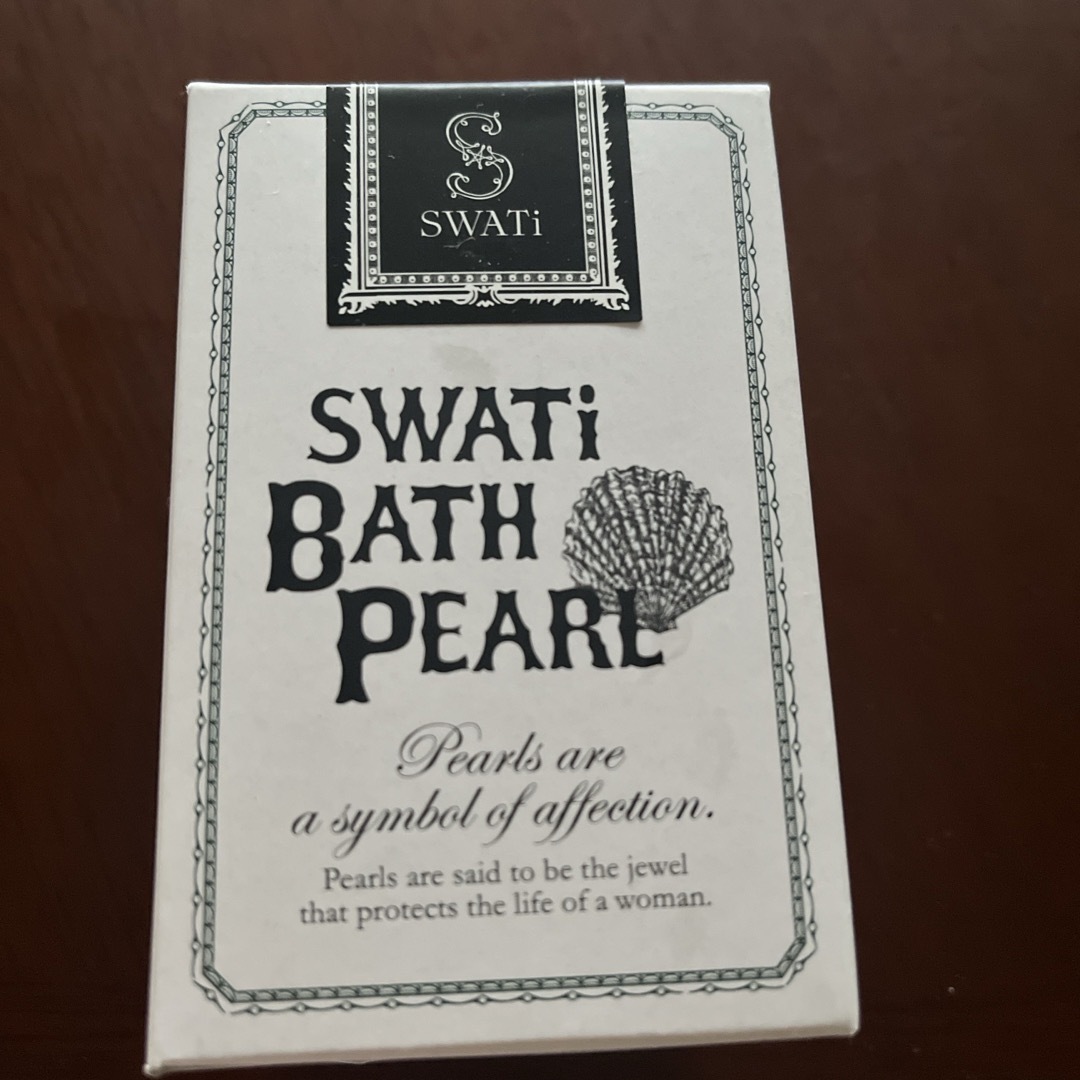 S
SWATi
SWATi
BATH
PEARL
Pearls are
a symbol of affection.
Pearls are said to be the jewel
that protects the life of a woman.